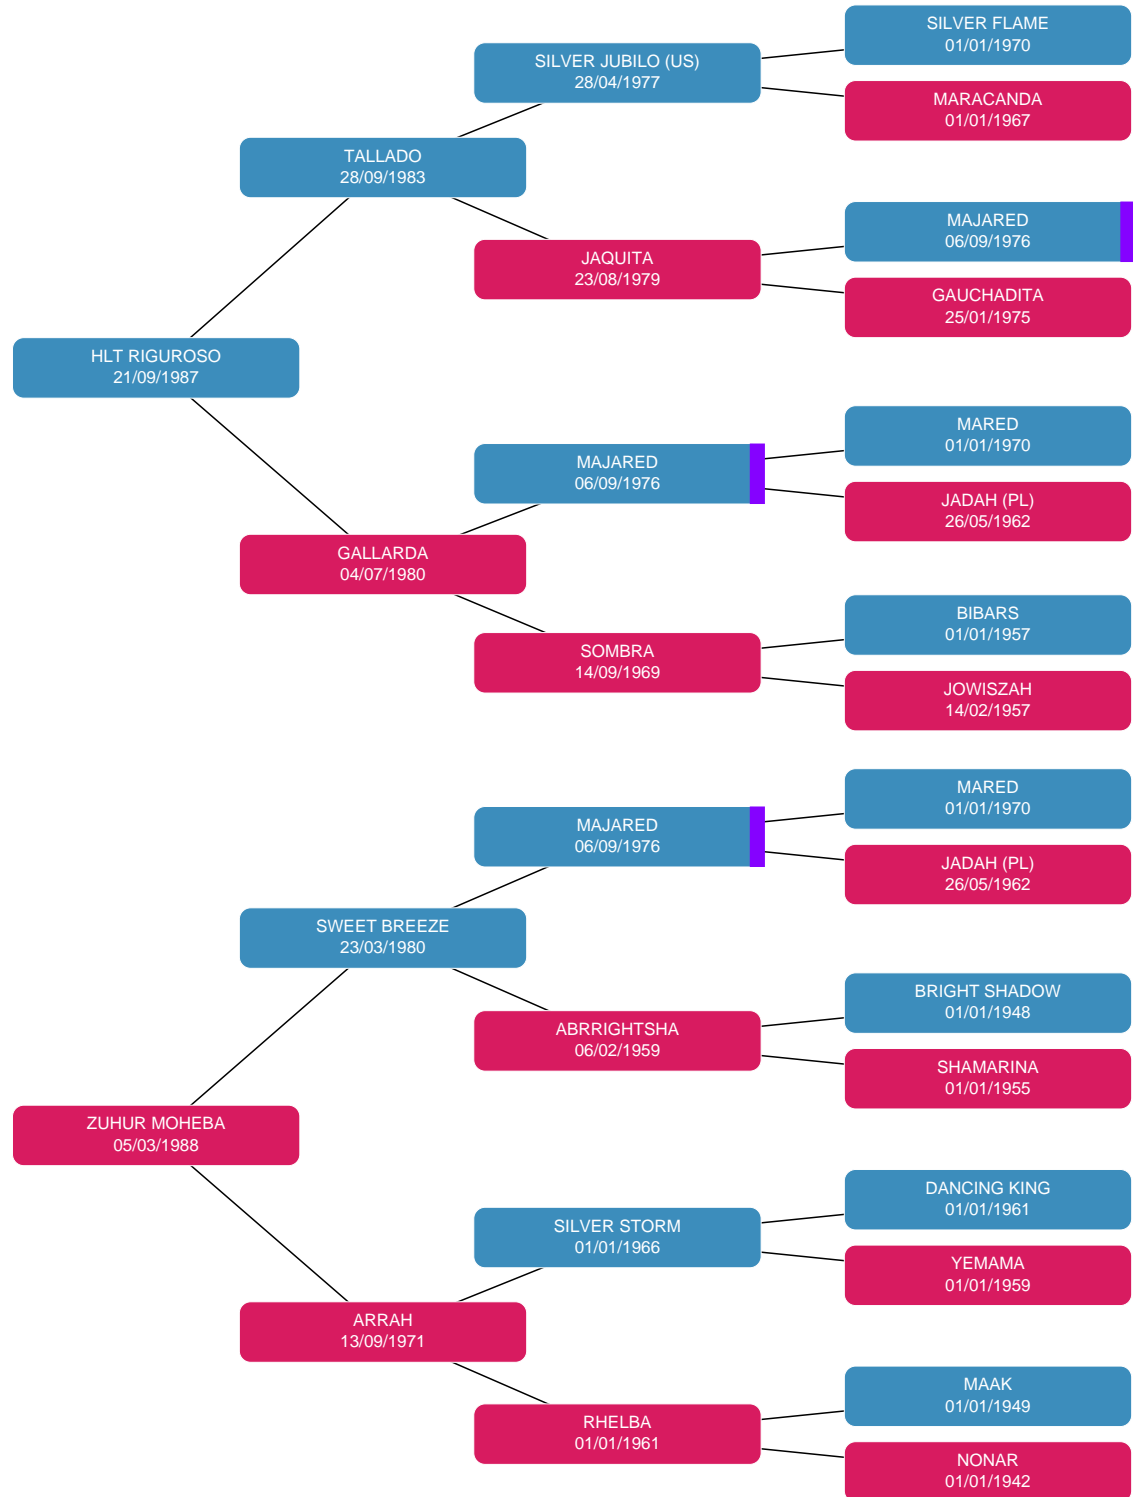 SILVER FLAME
01/01/1970
SILVER JUBILO (US)
28/04/1977
MARACANDA
01/01/1967
TALLADO
28/09/1983
MAJARED
06/09/1976
JAQUITA
23/08/1979
GAUCHADITA
25/01/1975
HLT RIGUROSO
21/09/1987
MARED
01/01/1970
MAJARED
06/09/1976
JADAH (PL)
26/05/1962
GALLARDA
04/07/1980
BIBARS
01/01/1957
SOMBRA
14/09/1969
JOWISZAH
14/02/1957
MARED
01/01/1970
MAJARED
06/09/1976
JADAH (PL)
26/05/1962
SWEET BREEZE
23/03/1980
BRIGHT SHADOW
01/01/1948
ABRRIGHTSHA
06/02/1959
SHAMARINA
01/01/1955
ZUHUR MOHEBA
05/03/1988
DANCING KING
01/01/1961
SILVER STORM
01/01/1966
YEMAMA
01/01/1959
ARRAH
13/09/1971
MAAK
01/01/1949
RHELBA
01/01/1961
NONAR
01/01/1942